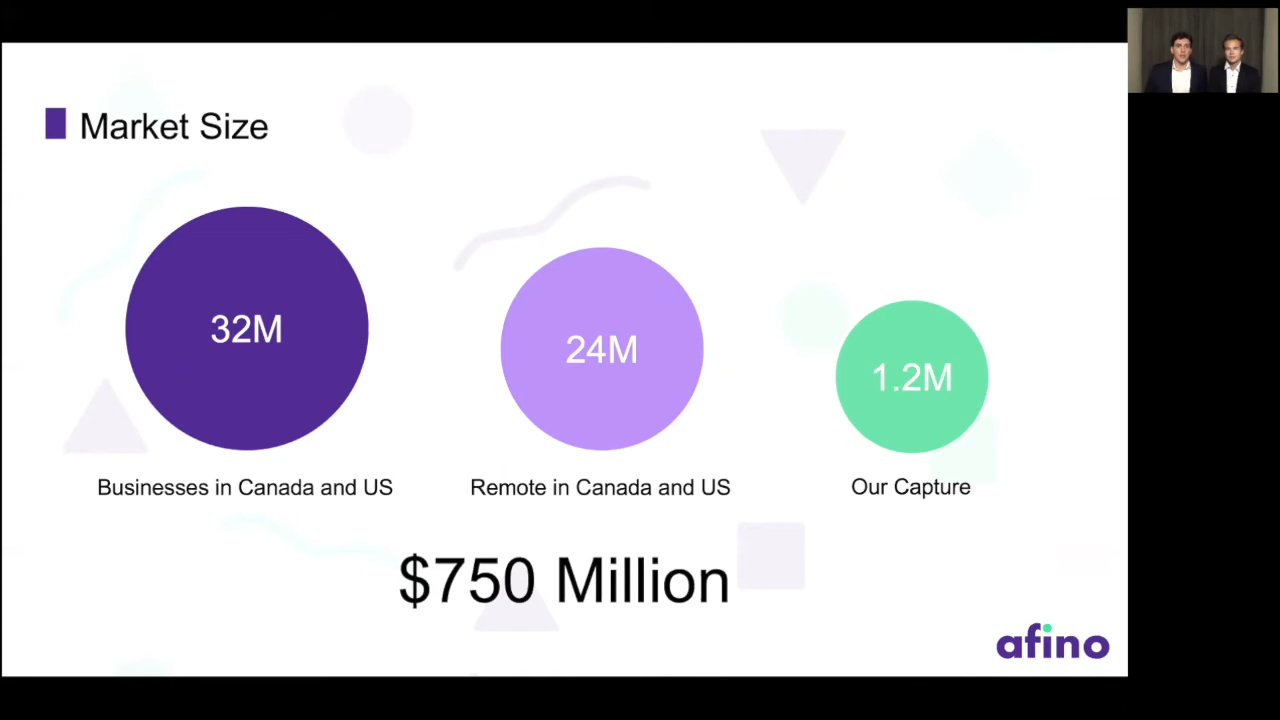 Market Size
32M
24M
1.2M
Businesses in Canada and US
Remote in Canada and US
Our Capture
$750 Million
afino